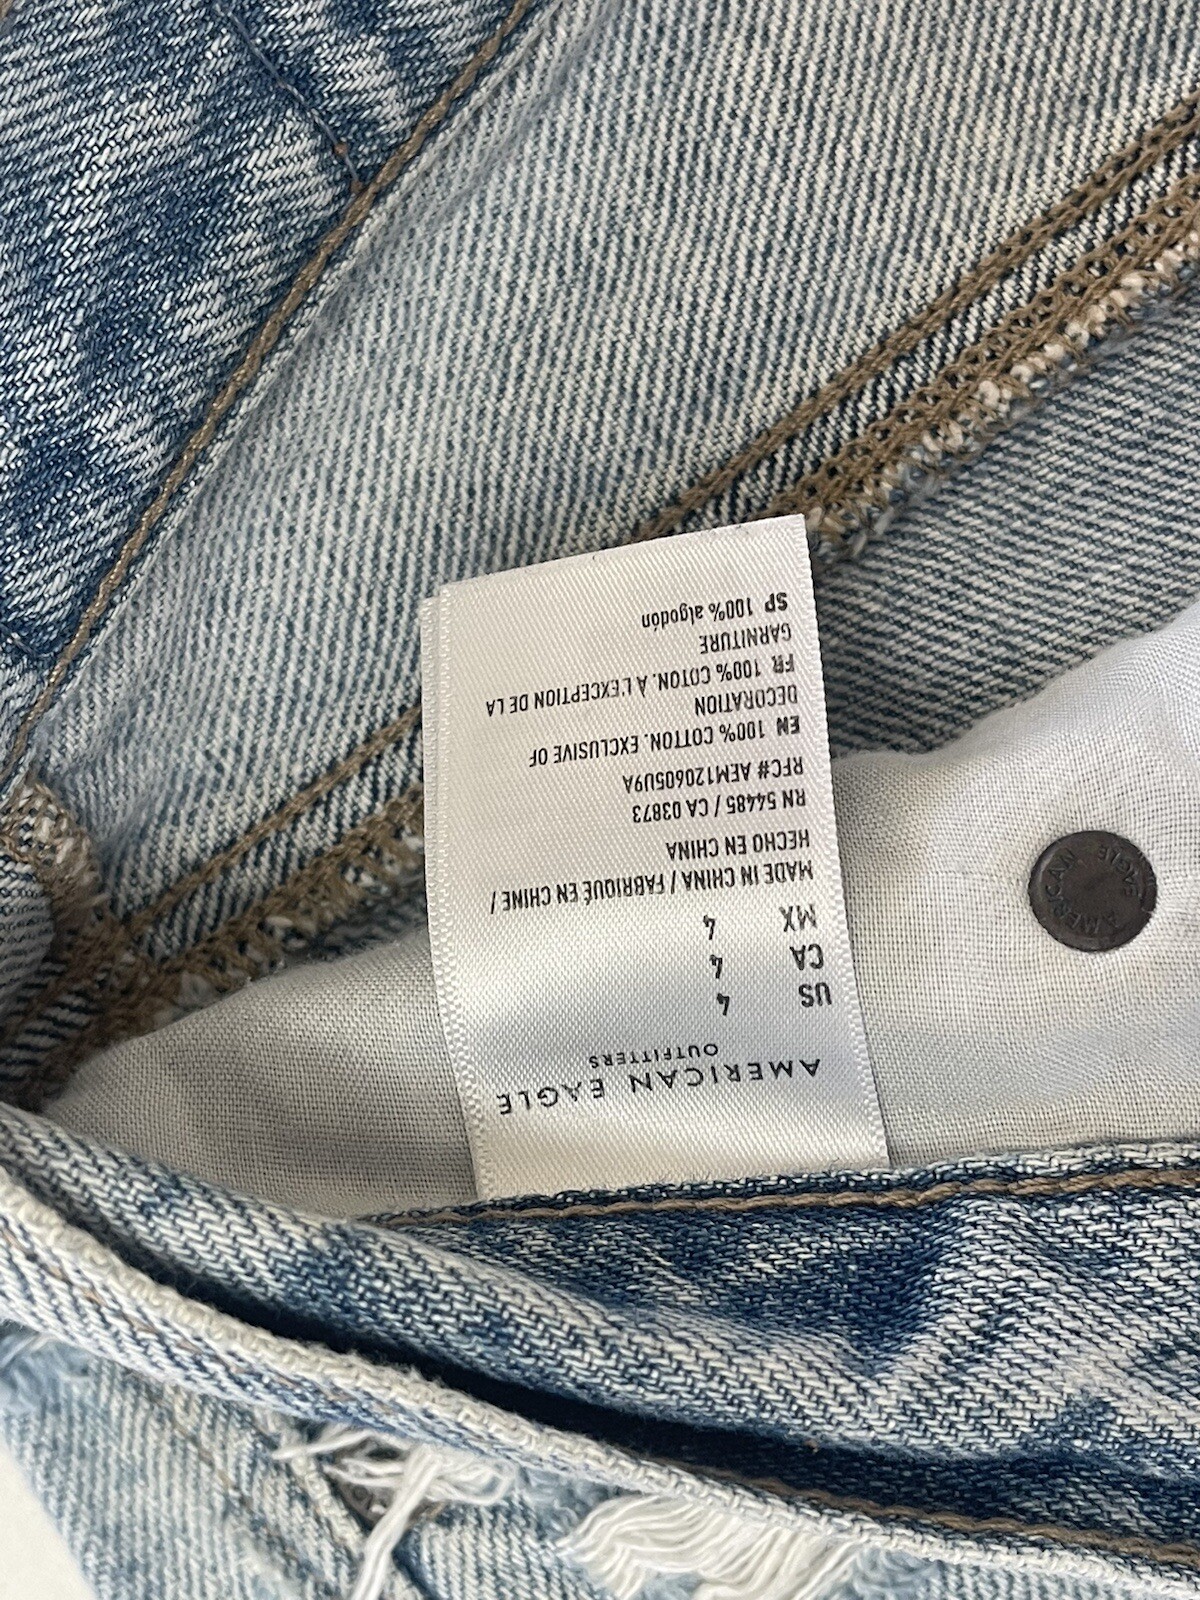 AMERICAN EAGLE
OUTFITTERS
US 4
CA 4
MX 4
MADE IN CHINA / FABRIQUÉ EN CHINE /
HECHO EN CHINA
RN 54485 / CA 03873
RFC# AEM120605U9A
EN 100% COTTON. EXCLUSIVE OF
DECORATION
FR 100% COTON. À L'EXCEPTION DE LA
GARNITURE
SP 100% algodón
AMERICAN EAGLE